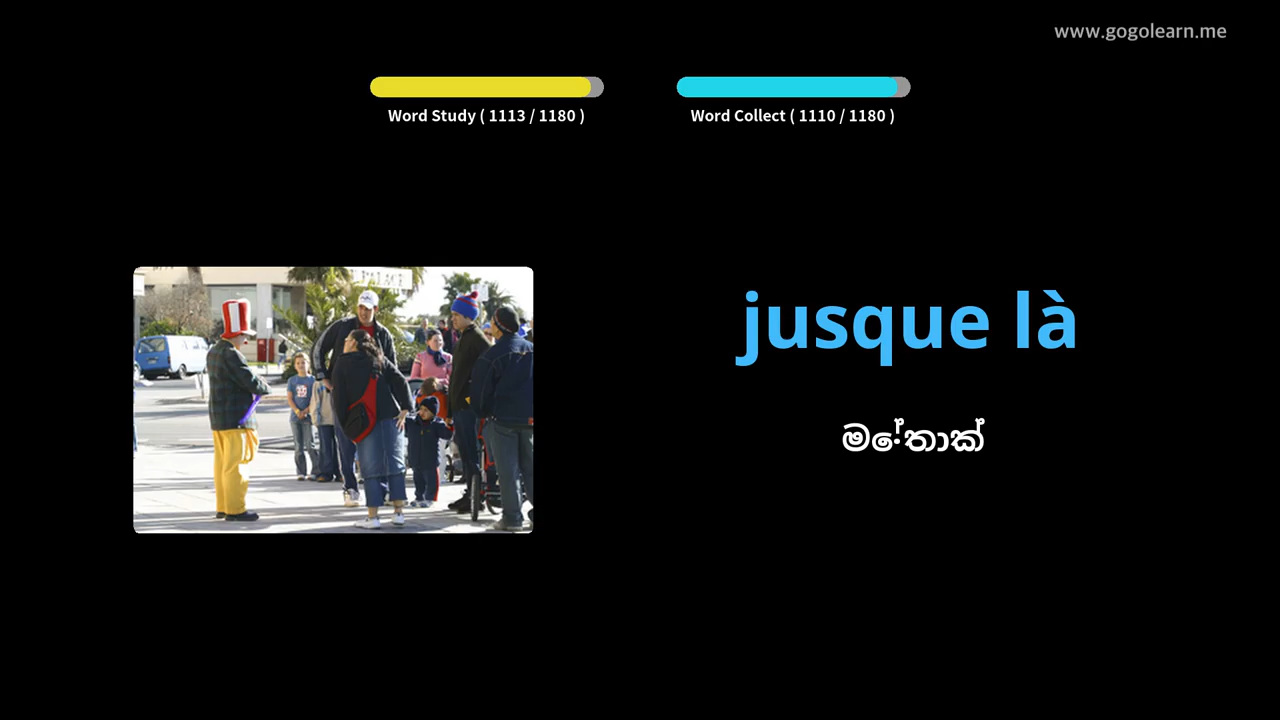 www.gogolearn.me
Word Study ( 1113 / 1180 )
Word Collect ( 1110 / 1180 )
jusque là
මෙතෙක්